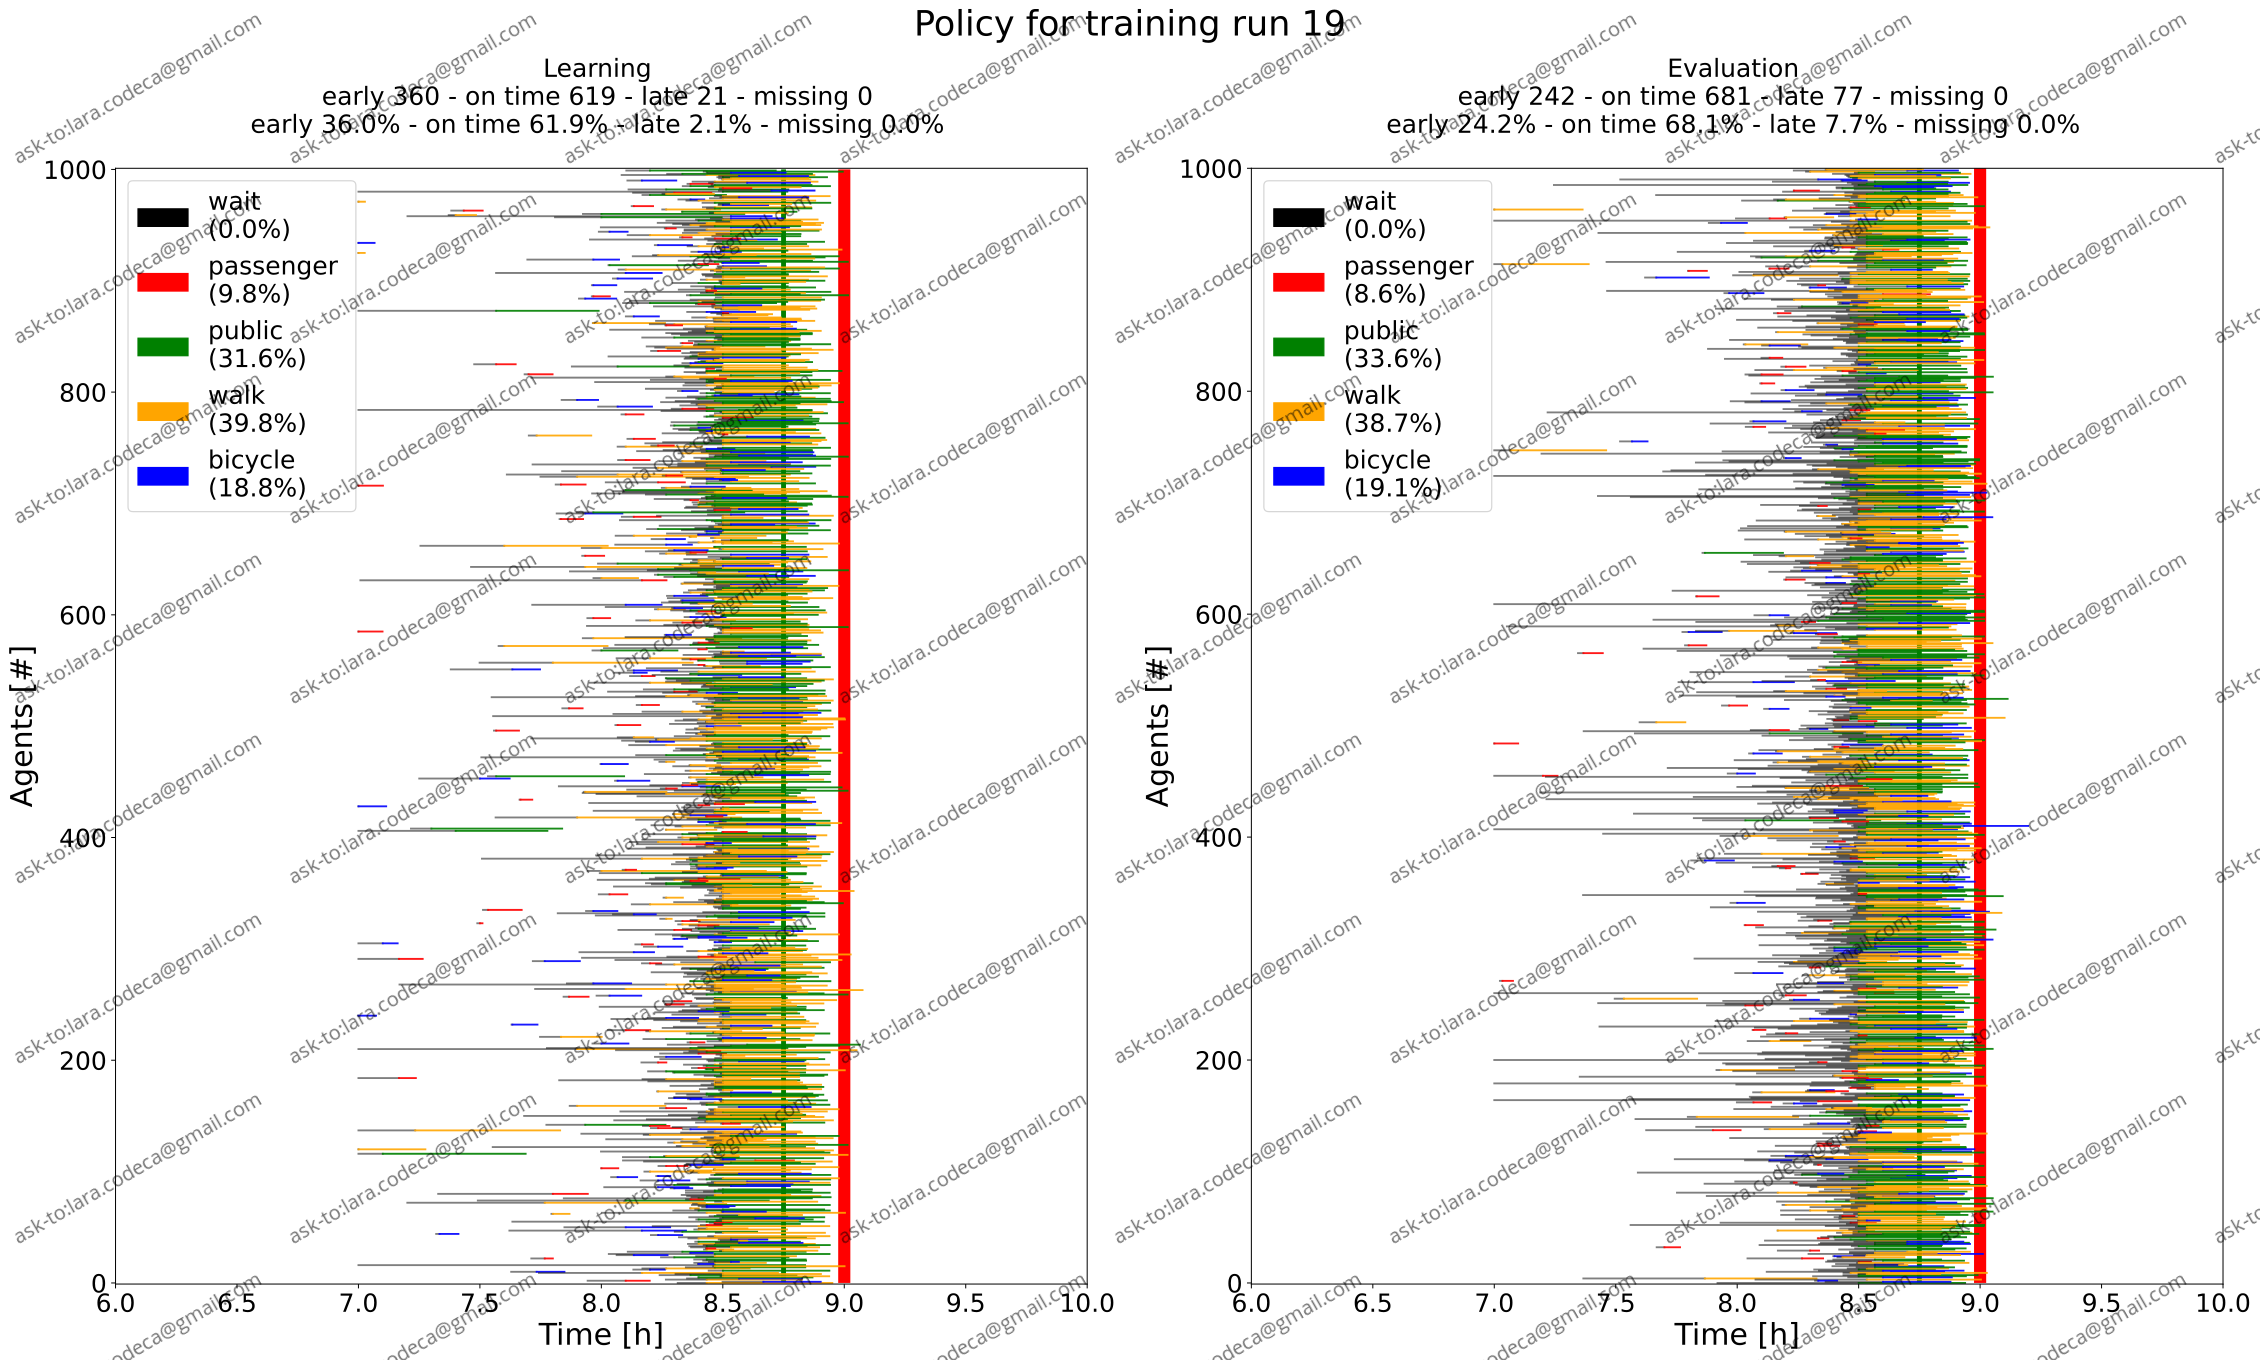 Policy for training run 19
Learning
early 360 - on time 619 - late 21 - missing 0
early 36.0% - on time 61.9% - late 2.1% - missing 0.0%
1000
800
600
400
200
0
Agents [#]
wait
(0.0%)
passenger
(9.8%)
public
(31.6%)
walk
(39.8%)
bicycle
(18.8%)
6.0 6.5 7.0 7.5 8.0 8.5 9.0 9.5 10.0
Time [h]
Evaluation
early 242 - on time 681 - late 77 - missing 0
early 24.2% - on time 68.1% - late 7.7% - missing 0.0%
1000
800
600
400
200
0
Agents [#]
wait
(0.0%)
passenger
(8.6%)
public
(33.6%)
walk
(38.7%)
bicycle
(19.1%)
6.0 6.5 7.0 7.5 8.0 8.5 9.0 9.5 10.0
Time [h]
ask-to:lara.codeca@gmail.com